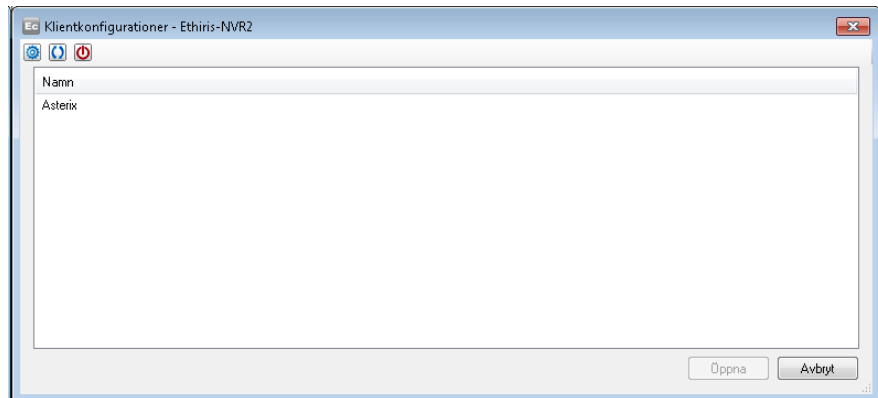 Ec Klientkonfigurationer - Ethiris-NVR2
Namn
Asterix
Öppna Avbryt